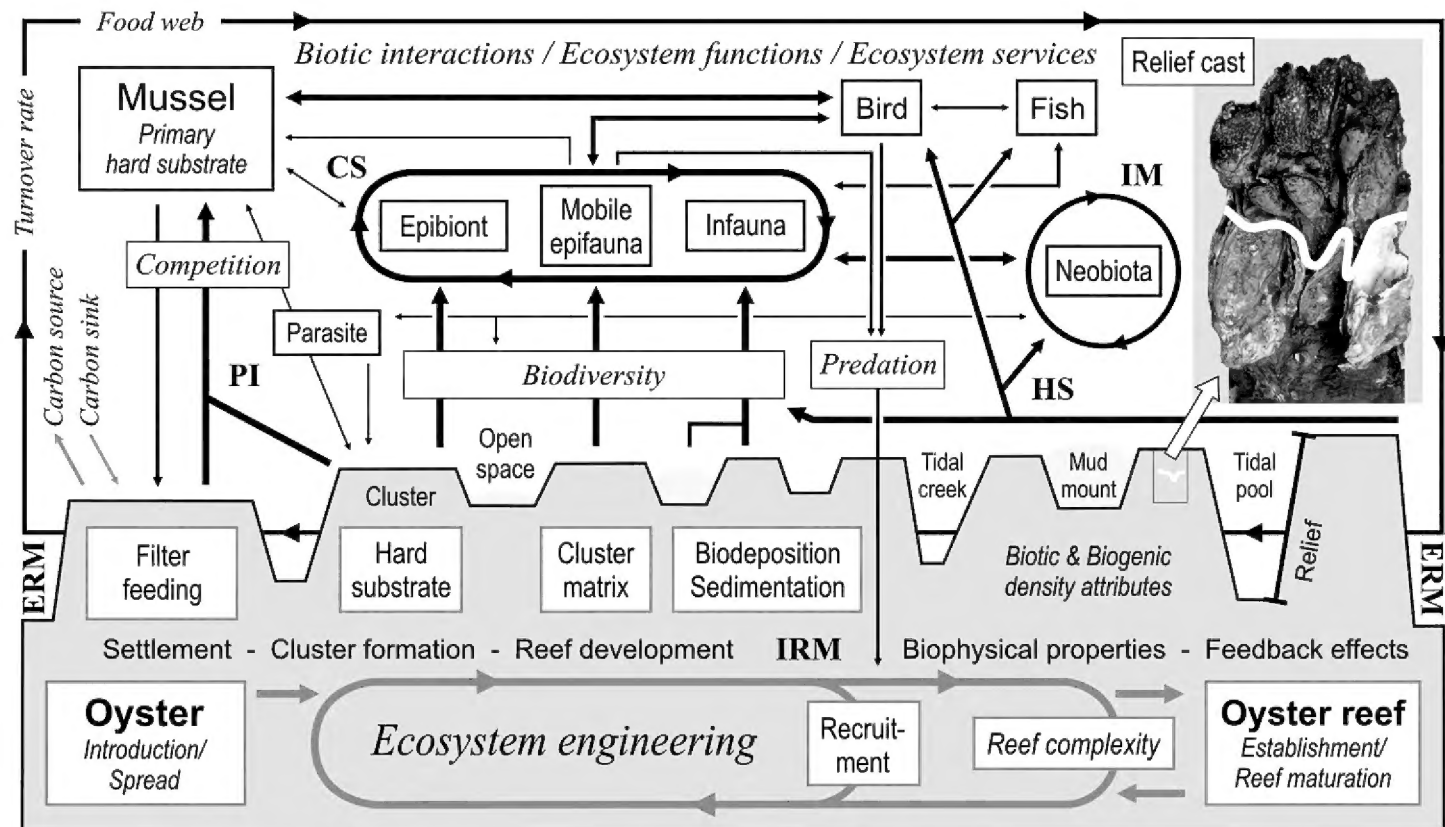 Food web
Biotic interactions / Ecosystem functions / Ecosystem services
Relief cast
Turnover rate
Mussel
Primary
hard substrate
Bird
Fish
CS
IM
Epibiont
Mobile
epifauna
Infauna
Neobiota
Competition
Carbon source
Carbon sink
Parasite
PI
Biodiversity
Predation
HS
Open
space
Tidal
creek
Mud
mount
Tidal
pool
Cluster
Relief
ERM
Filter
feeding
Hard
substrate
Cluster
matrix
Biodeposition
Sedimentation
Biotic & Biogenic
density attributes
ERM
Settlement - Cluster formation - Reef development IRM Biophysical properties - Feedback effects
Oyster
Introduction/
Spread
Ecosystem engineering
Recruit-
ment
Reef complexity
Oyster reef
Establishment/
Reef maturation